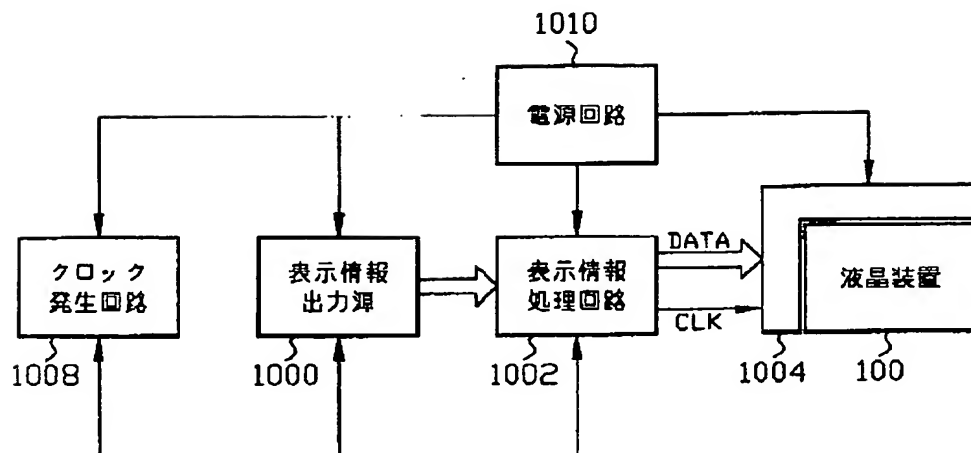 1010
電源回路
クロック
発生回路
1008
表示情報
出力源
1000
表示情報
処理回路
1002
DATA
CLK
1004
液晶装置
100